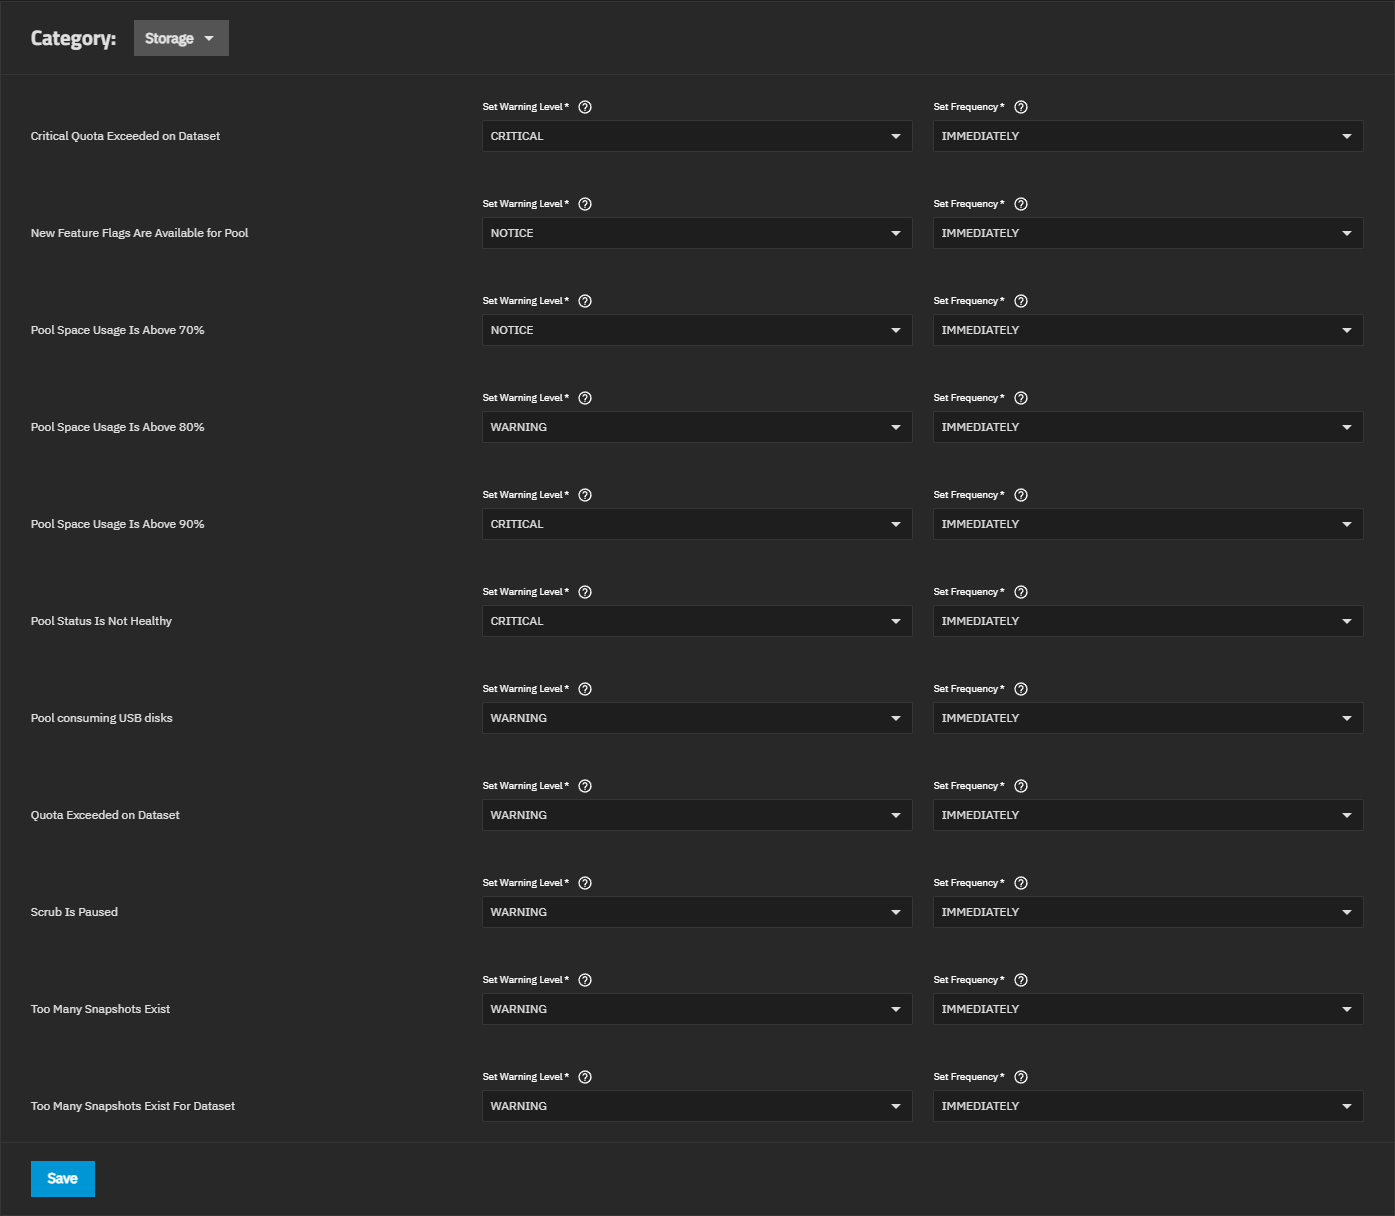 Category: Storage
Set Warning Level * Set Frequency *
Critical Quota Exceeded on Dataset CRITICAL IMMEDIATELY
Set Warning Level * Set Frequency *
New Feature Flags Are Available for Pool NOTICE IMMEDIATELY
Set Warning Level * Set Frequency *
Pool Space Usage Is Above 70% NOTICE IMMEDIATELY
Set Warning Level * Set Frequency *
Pool Space Usage Is Above 80% WARNING IMMEDIATELY
Set Warning Level * Set Frequency *
Pool Space Usage Is Above 90% CRITICAL IMMEDIATELY
Set Warning Level * Set Frequency *
Pool Status Is Not Healthy CRITICAL IMMEDIATELY
Set Warning Level * Set Frequency *
Pool consuming USB disks WARNING IMMEDIATELY
Set Warning Level * Set Frequency *
Quota Exceeded on Dataset WARNING IMMEDIATELY
Set Warning Level * Set Frequency *
Scrub Is Paused WARNING IMMEDIATELY
Set Warning Level * Set Frequency *
Too Many Snapshots Exist WARNING IMMEDIATELY
Set Warning Level * Set Frequency *
Too Many Snapshots Exist For Dataset WARNING IMMEDIATELY
Save